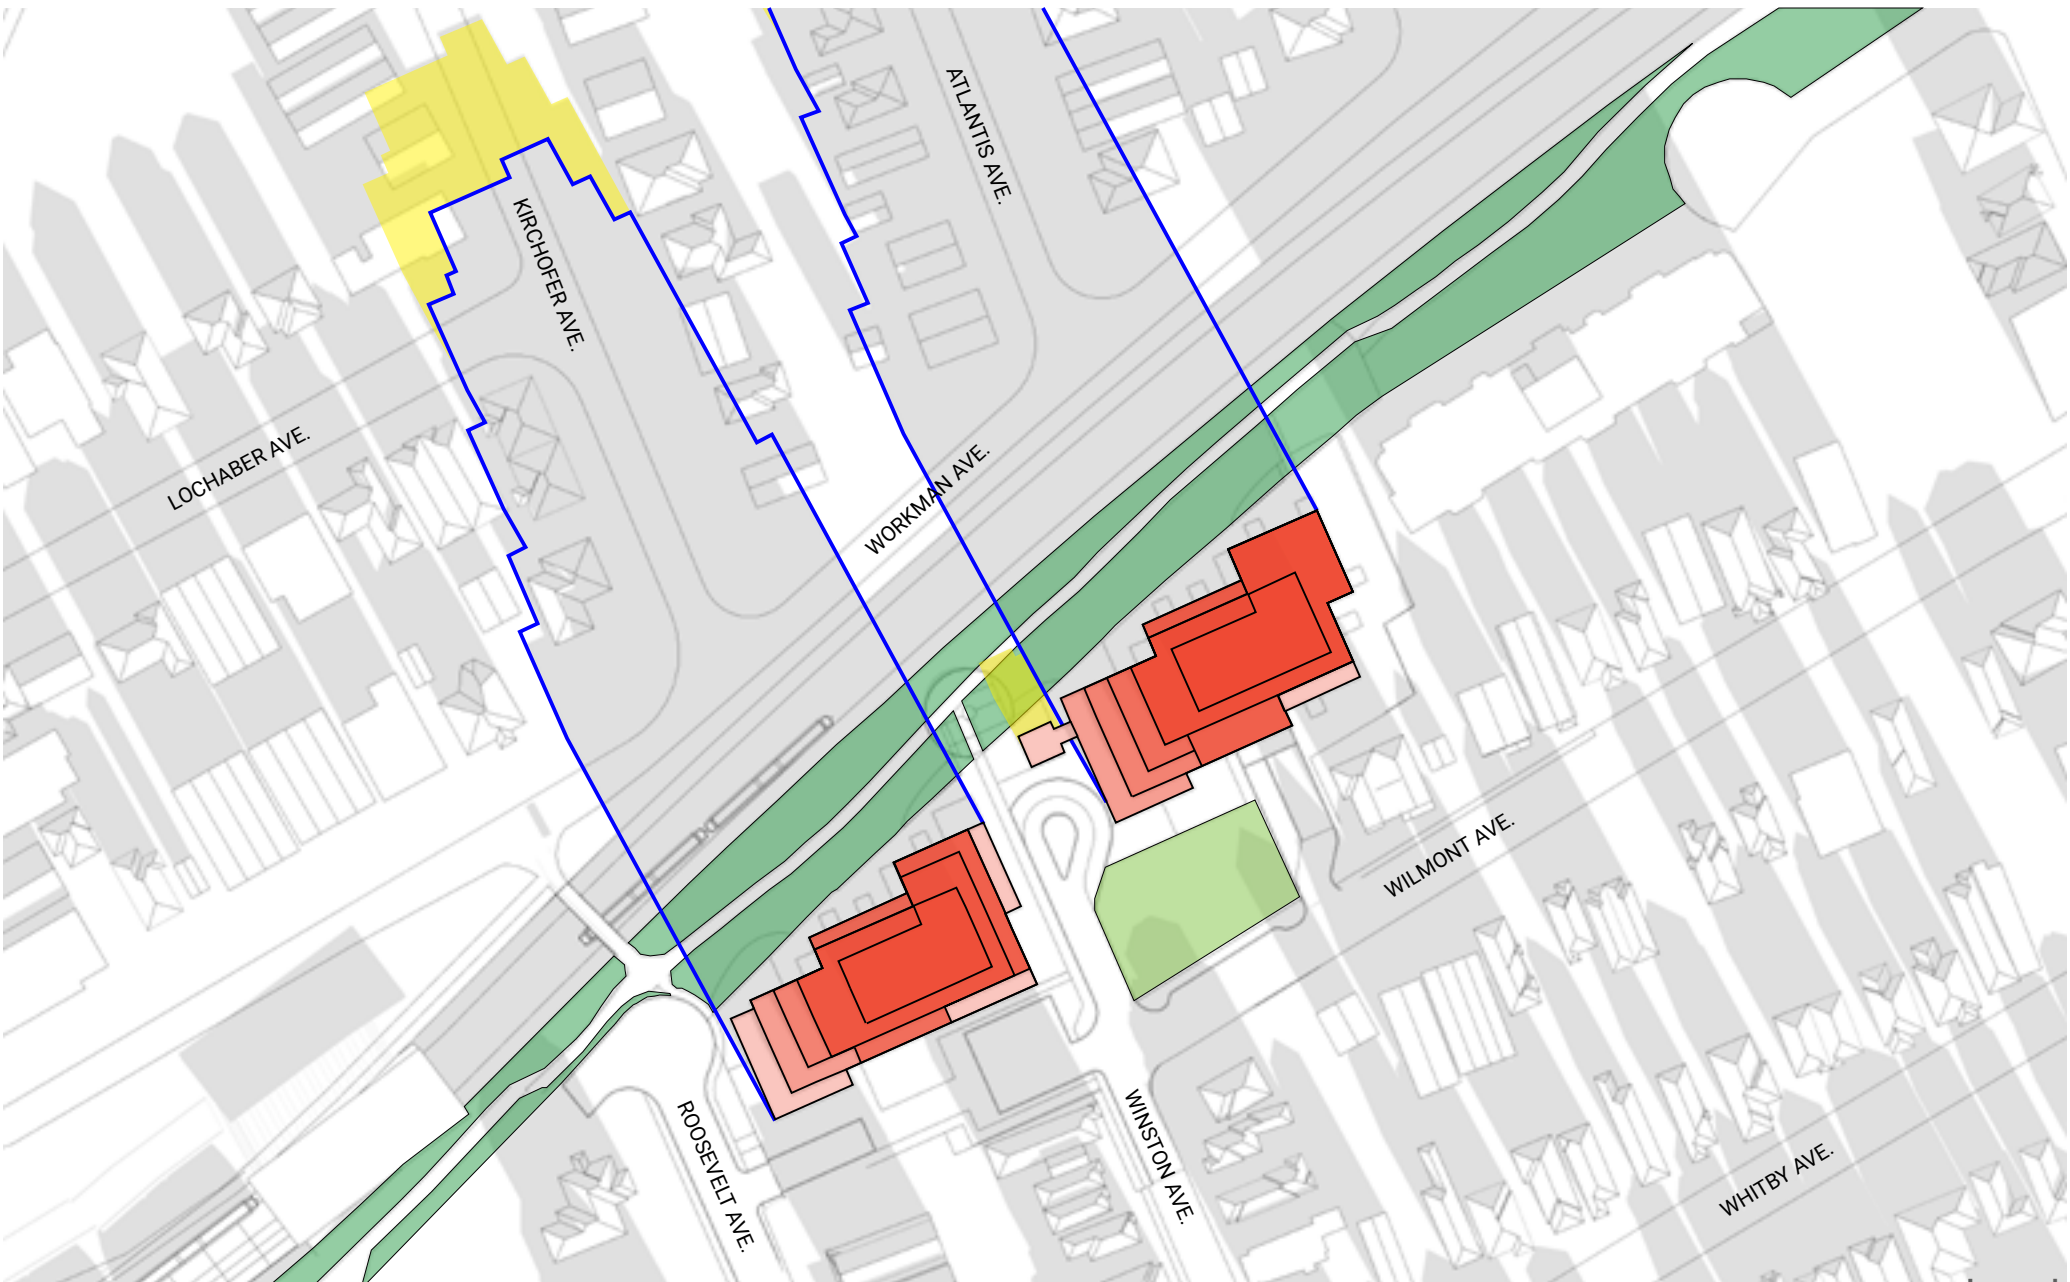 ATLANTIS AVE.
KIRCHOFER AVE.
LOCHABER AVE.
WORKMAN AVE.
WILMONT AVE.
ROOSEVELT AVE.
WINSTON AVE.
WHITBY AVE.